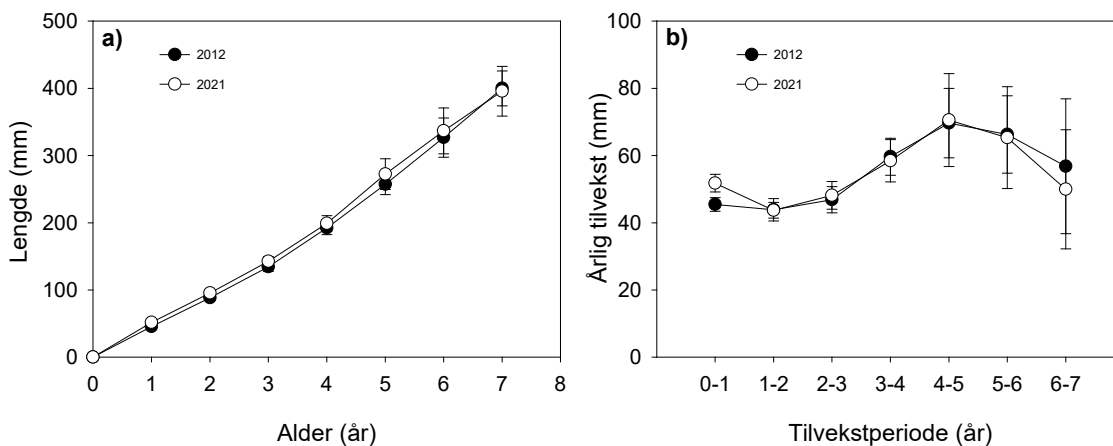 a)
2012
2021
500
400
300
200
100
0
Lengde (mm)
0 1 2 3 4 5 6 7 8
Alder (år)
b)
2012
2021
100
80
60
40
20
0
Årlig tilvekst (mm)
0-1 1-2 2-3 3-4 4-5 5-6 6-7
Tilvekstperiode (år)